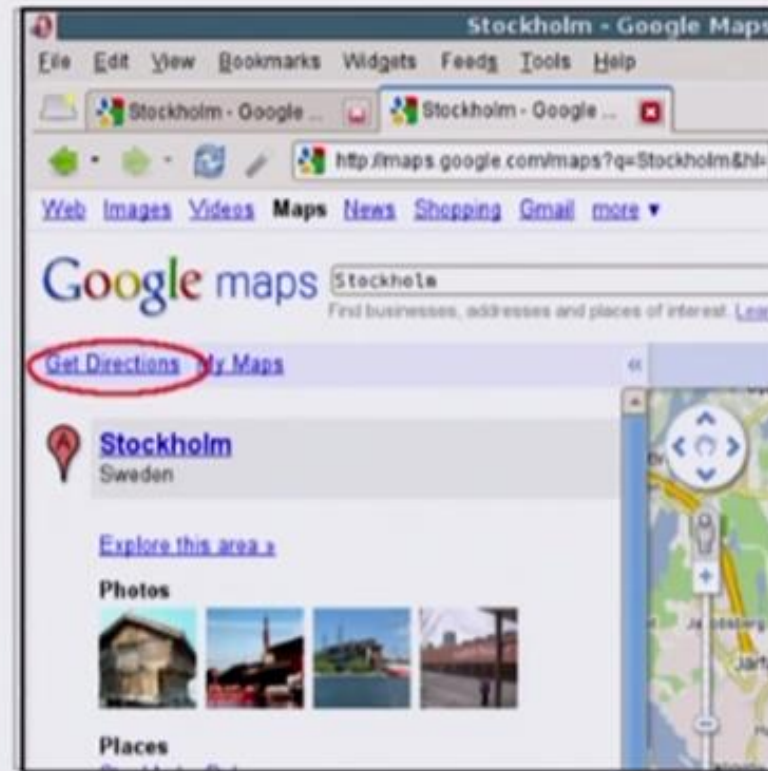 Stockholm - Google Maps
File Edit View Bookmarks Widgets Feeds Tools Help
Stockholm - Google ... Stockholm - Google ...
http://maps.google.com/maps?q=Stockholm&hl=
Web Images Videos Maps News Shopping Gmail more ▼
Google maps Stockholm
Find businesses, addresses and places of interest. Lear
Get Directions My Maps «
A Stockholm
Sweden
Explore this area »
Photos
Places